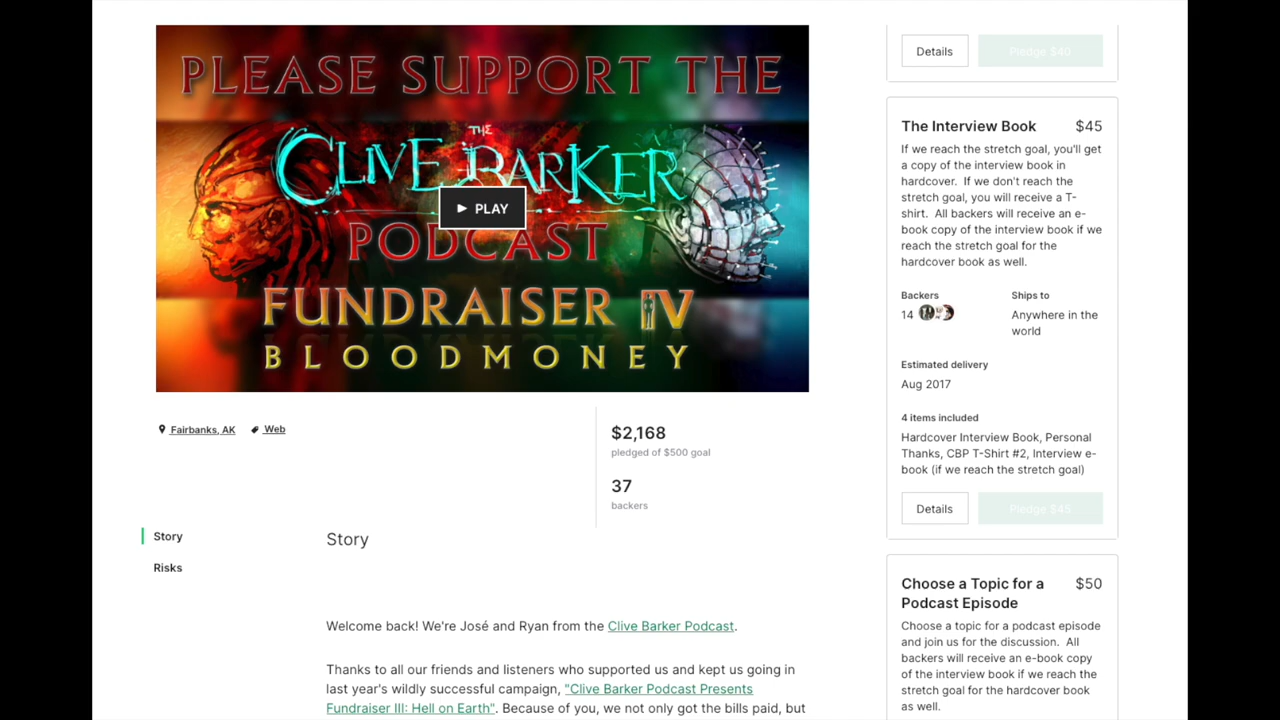 PLEASE SUPPORT THE
THE
CLIVE BARKER
PLAY
PODCAST
FUNDRAISER IV
BLOODMONEY
Fairbanks, AK Web
$2,168
pledged of $500 goal
37
backers
Story
Risks
Story
Welcome back! We're José and Ryan from the Clive Barker Podcast.
Thanks to all our friends and listeners who supported us and kept us going in
last year's wildly successful campaign, "Clive Barker Podcast Presents
Fundraiser III: Hell on Earth". Because of you, we not only got the bills paid, but
Details Pledge $40
The Interview Book $45
If we reach the stretch goal, you'll get
a copy of the interview book in
hardcover. If we don't reach the
stretch goal, you will receive a T-
shirt. All backers will receive an e-
book copy of the interview book if we
reach the stretch goal for the
hardcover book as well.
Backers Ships to
14 Anywhere in the
world
Estimated delivery
Aug 2017
4 items included
Hardcover Interview Book, Personal
Thanks, CBP T-Shirt #2, Interview e-
book (if we reach the stretch goal)
Details Pledge $45
Choose a Topic for a $50
Podcast Episode
Choose a topic for a podcast episode
and join us for the discussion. All
backers will receive an e-book copy
of the interview book if we reach the
stretch goal for the hardcover book
as well.